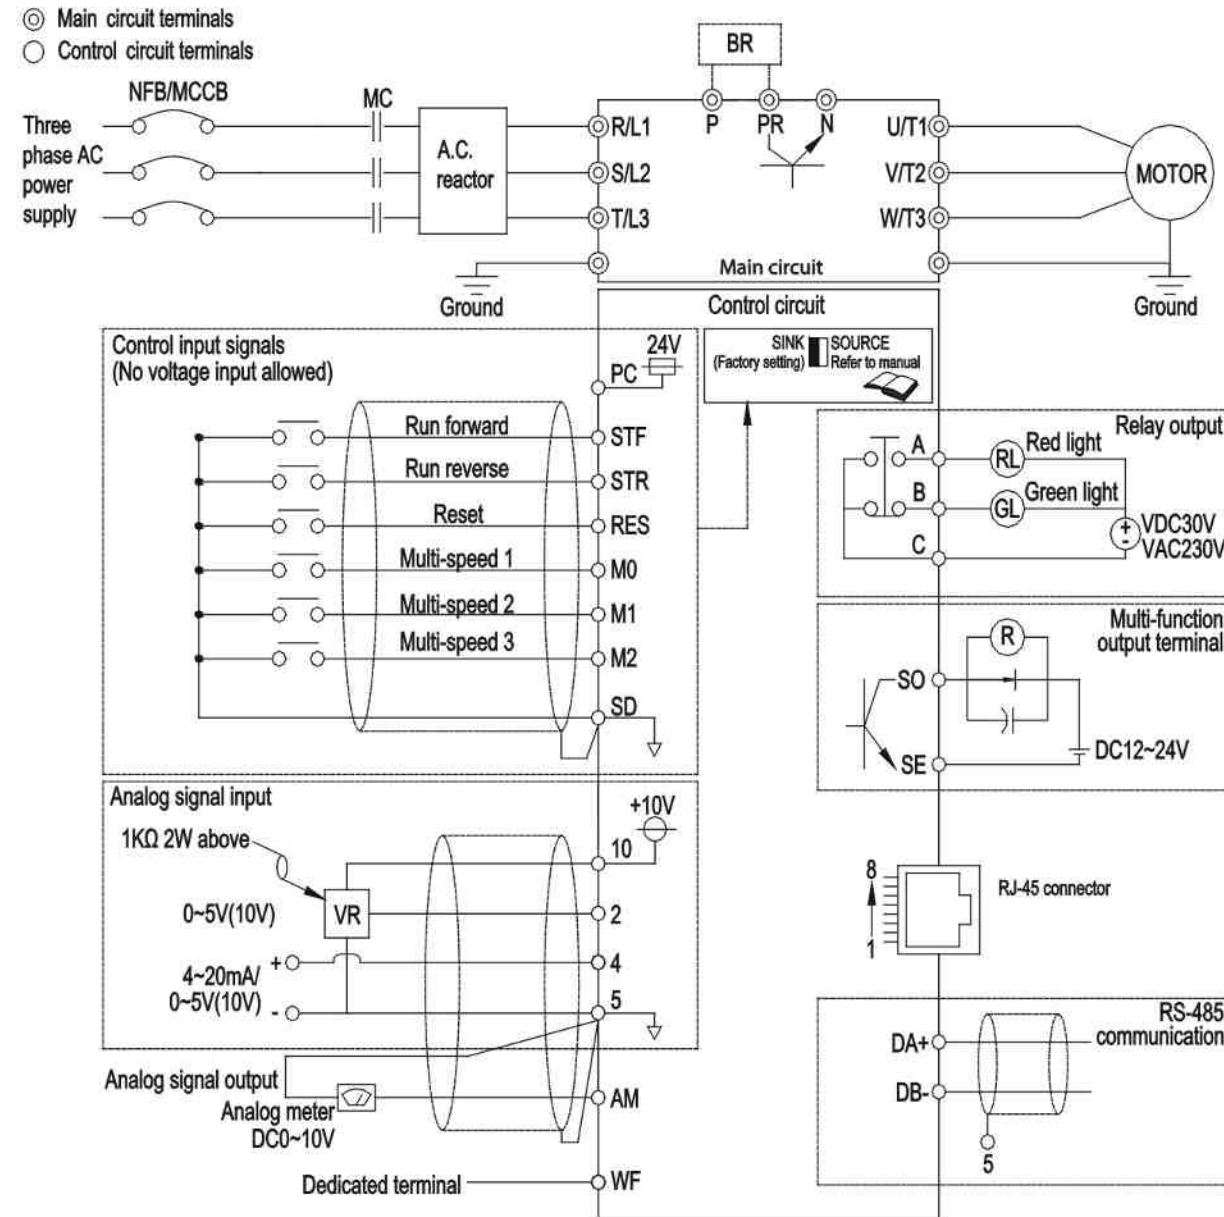 Main circuit terminals
Control circuit terminals
NFB/MCCB
MC
Three
phase AC
power
supply
A.C.
reactor
BR
P PR N
R/L1
S/L2
T/L3
U/T1
V/T2
W/T3
MOTOR
Main circuit
Ground
Ground
Control circuit
Control input signals
(No voltage input allowed)
24V
PC
SINK SOURCE
(Factory setting) Refer to manual
Run forward
STF
Run reverse
STR
Reset
RES
Multi-speed 1
M0
Multi-speed 2
M1
Multi-speed 3
M2
SD
Relay output
A
RL
Red light
B
GL
Green light
C
+
-
VDC30V
VAC230V
Multi-function
output terminal
R
SO
SE
DC12~24V
Analog signal input
+10V
1KΩ 2W above
10
0~5V(10V)
VR
2
+
4~20mA/
0~5V(10V)
-
4
5
8
1
RJ-45 connector
RS-485
communication
DA+
DB-
5
Analog signal output
Analog meter
DC0~10V
AM
Dedicated terminal
WF